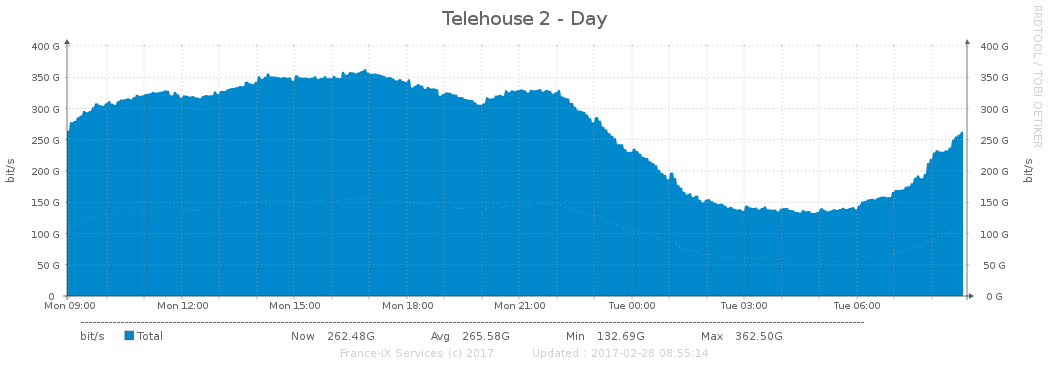 Telehouse 2 - Day
RRDTOOL / TOBI OETIKER
bit/s
bit/s
400 G 400 G
350 G 350 G
300 G 300 G
250 G 250 G
200 G 200 G
150 G 150 G
100 G 100 G
50 G 50 G
0 0 G
Mon 09:00 Mon 12:00 Mon 15:00 Mon 18:00 Mon 21:00 Tue 00:00 Tue 03:00 Tue 06:00
bit/s Total Now 262.48G Avg 265.58G Min 132.69G Max 362.50G
France-IX Services (c) 2017 Updated : 2017-02-28 08:55:14